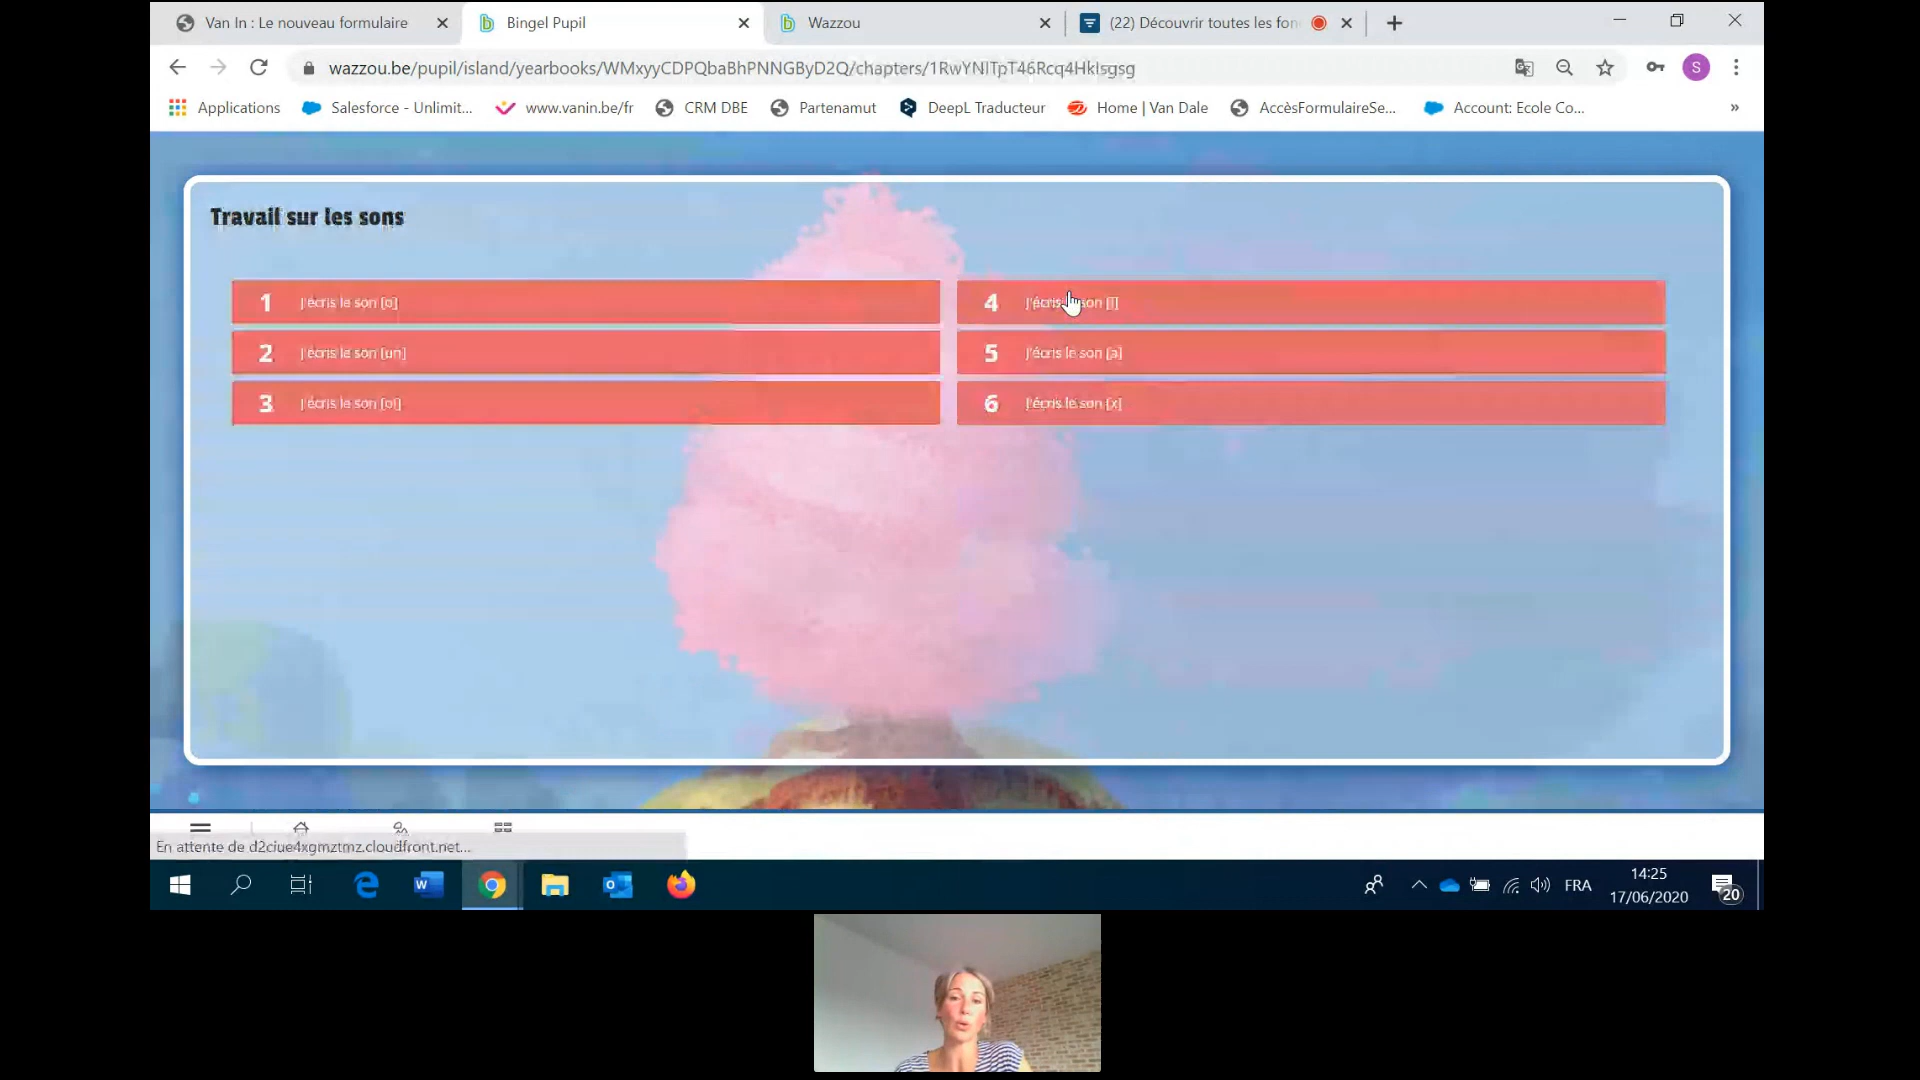 Van In : Le nouveau formulaire
Bingel Pupil
Wazzou
(22) Découvrir toutes les fon
wazzou.be/pupil/island/yearbooks/WMxyyCDPQbaBhPNNGByD2Q/chapters/1RwYNITpT46Rcq4HkIsgsg
Applications
Salesforce - Unlimit...
www.vanin.be/fr
CRM DBE
Partenamut
DeepL Traducteur
Home | Van Dale
AccèsFormulaireSe...
Account: Ecole Co...
»
Travail sur les sons
1 J'écris le son [o]
2 J'écris le son [un]
3 J'écris le son [oi]
4 J'écris son
5 J'écris le son [a]
6 J'écris le son [x]
En attente de d2ciue4xgmztmz.cloudfront.net...
FRA
14:25
17/06/2020
20